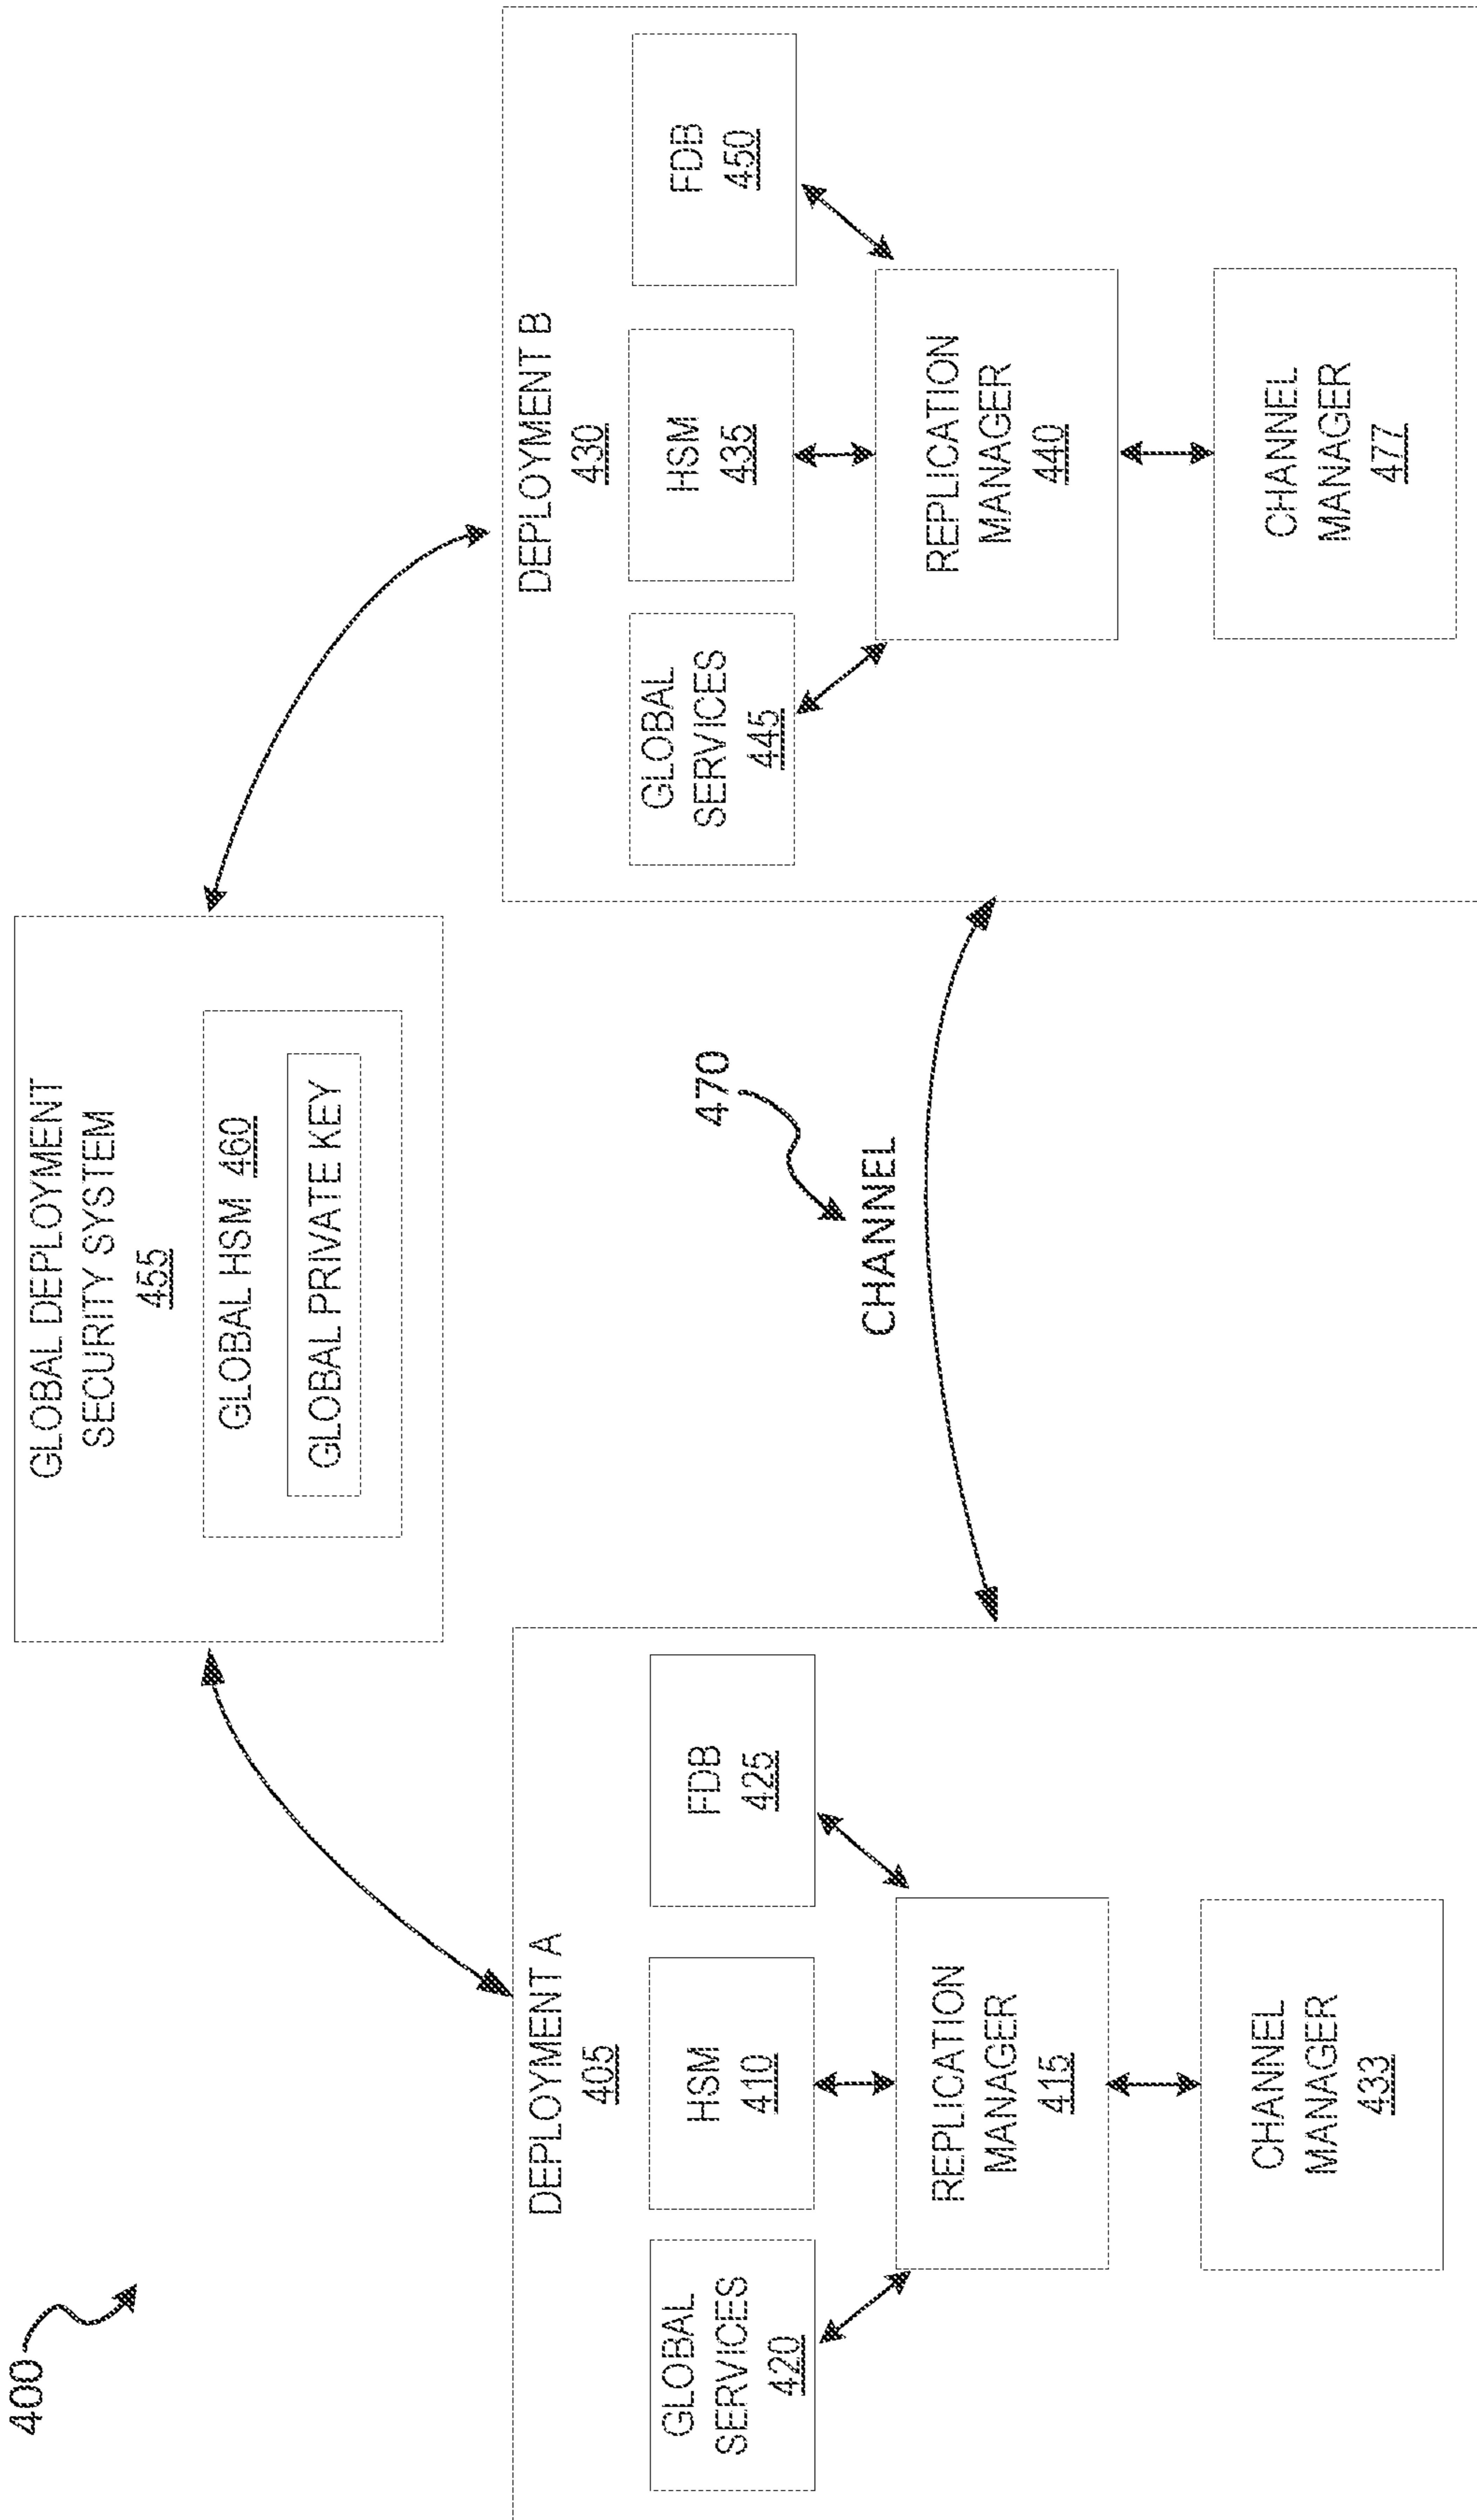 400
GLOBAL DEPLOYMENT
SECURITY SYSTEM
455
GLOBAL HSM 460
GLOBAL PRIVATE KEY
DEPLOYMENT A
405
GLOBAL
SERVICES
420
HSM
410
FDB
425
REPLICATION
MANAGER
415
CHANNEL
MANAGER
433
470
CHANNEL
DEPLOYMENT B
430
GLOBAL
SERVICES
445
HSM
435
FDB
450
REPLICATION
MANAGER
440
CHANNEL
MANAGER
477